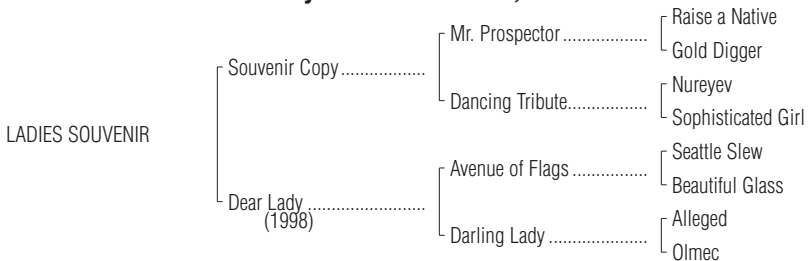 Raise a Native
Mr. Prospector
Gold Digger
Souvenir Copy
Nureyev
Dancing Tribute
Sophisticated Girl
LADIES SOUVENIR
Seattle Slew
Avenue of Flags
Beautiful Glass
Dear Lady
(1998)
Alleged
Darling Lady
Olmec